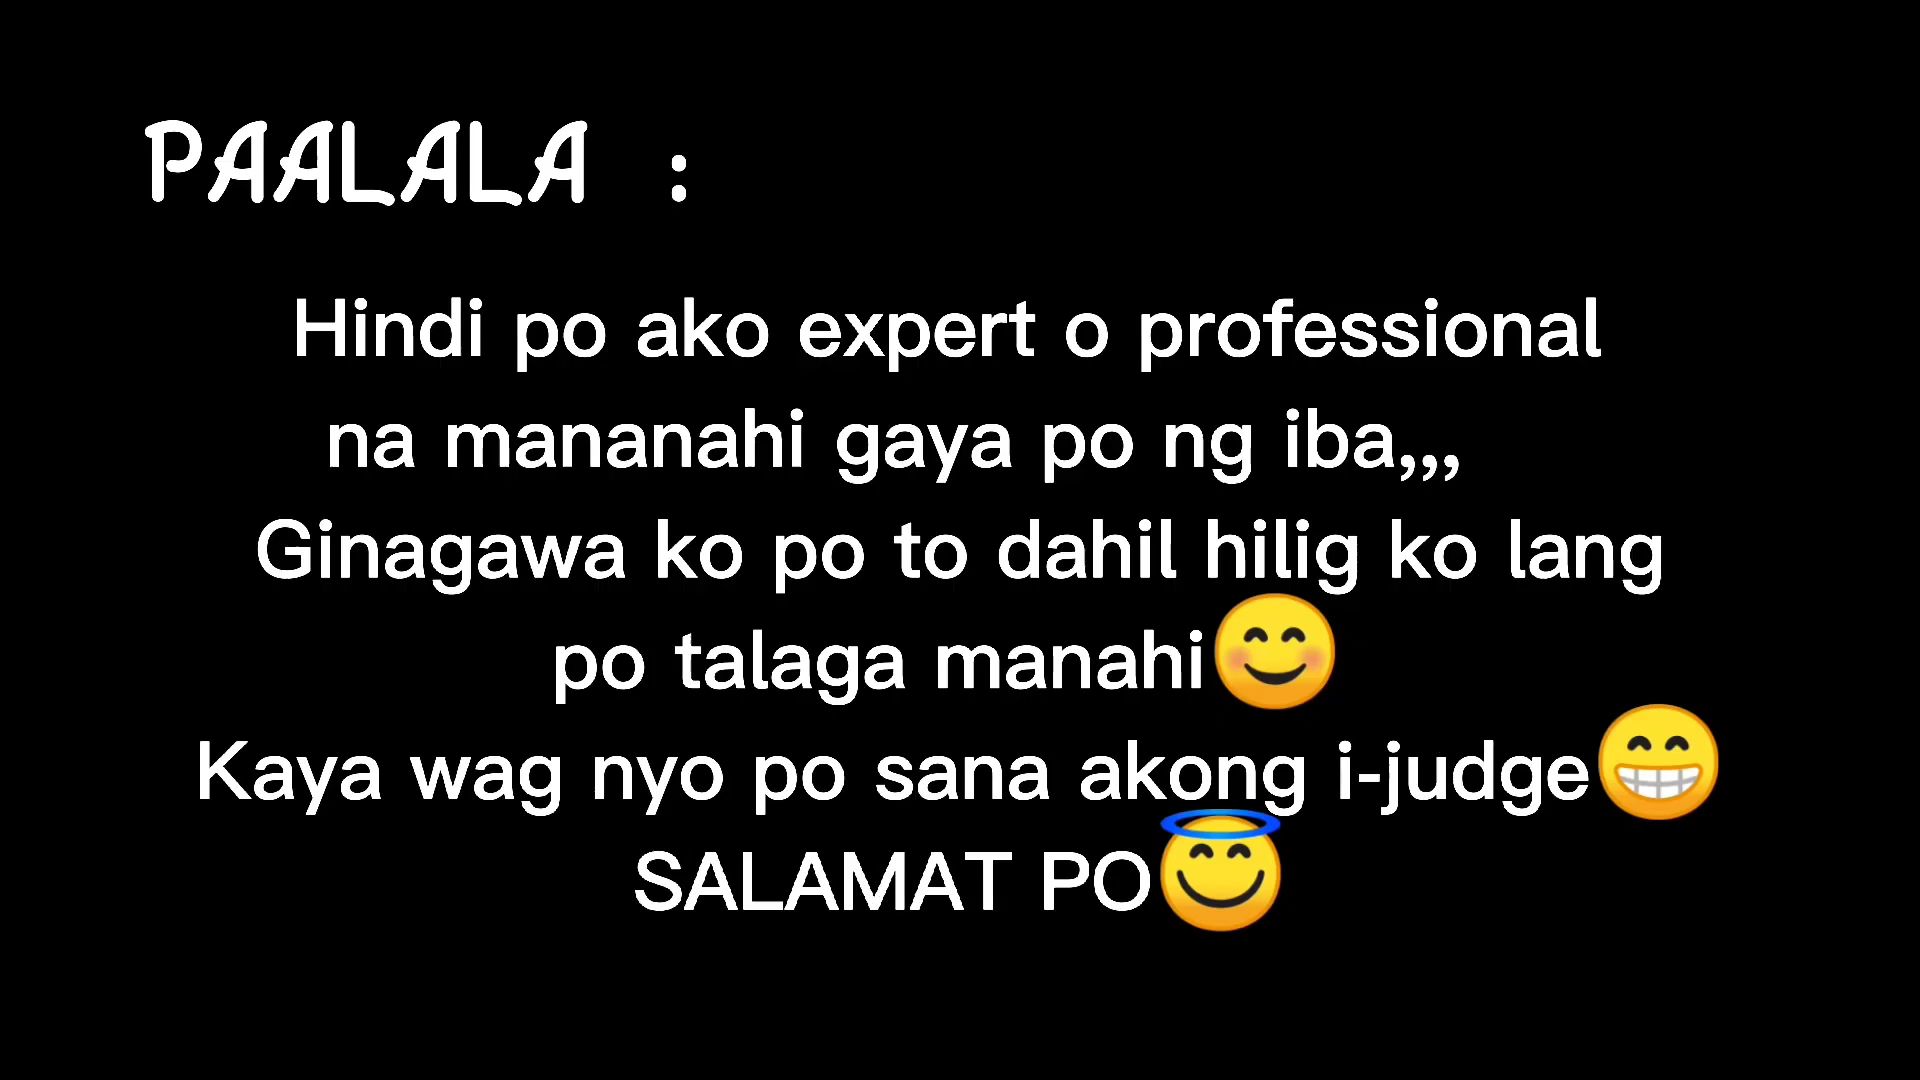 PAALALA :
Hindi po ako expert o professional
na mananahi gaya po ng iba,,,
Ginagawa ko po to dahil hilig ko lang
po talaga manahi😊
Kaya wag nyo po sana akong i-judge😁
SALAMAT PO😇